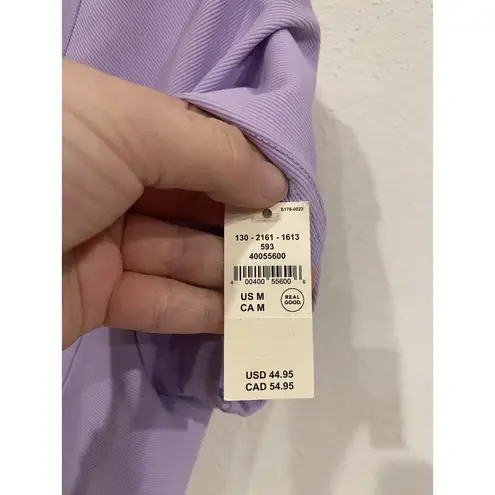 S176-0023
130 - 2161 - 1613
593
40055600
4 00400 55600 6
US M
CA M
REAL
GOOD.
USD 44.95
CAD 54.95